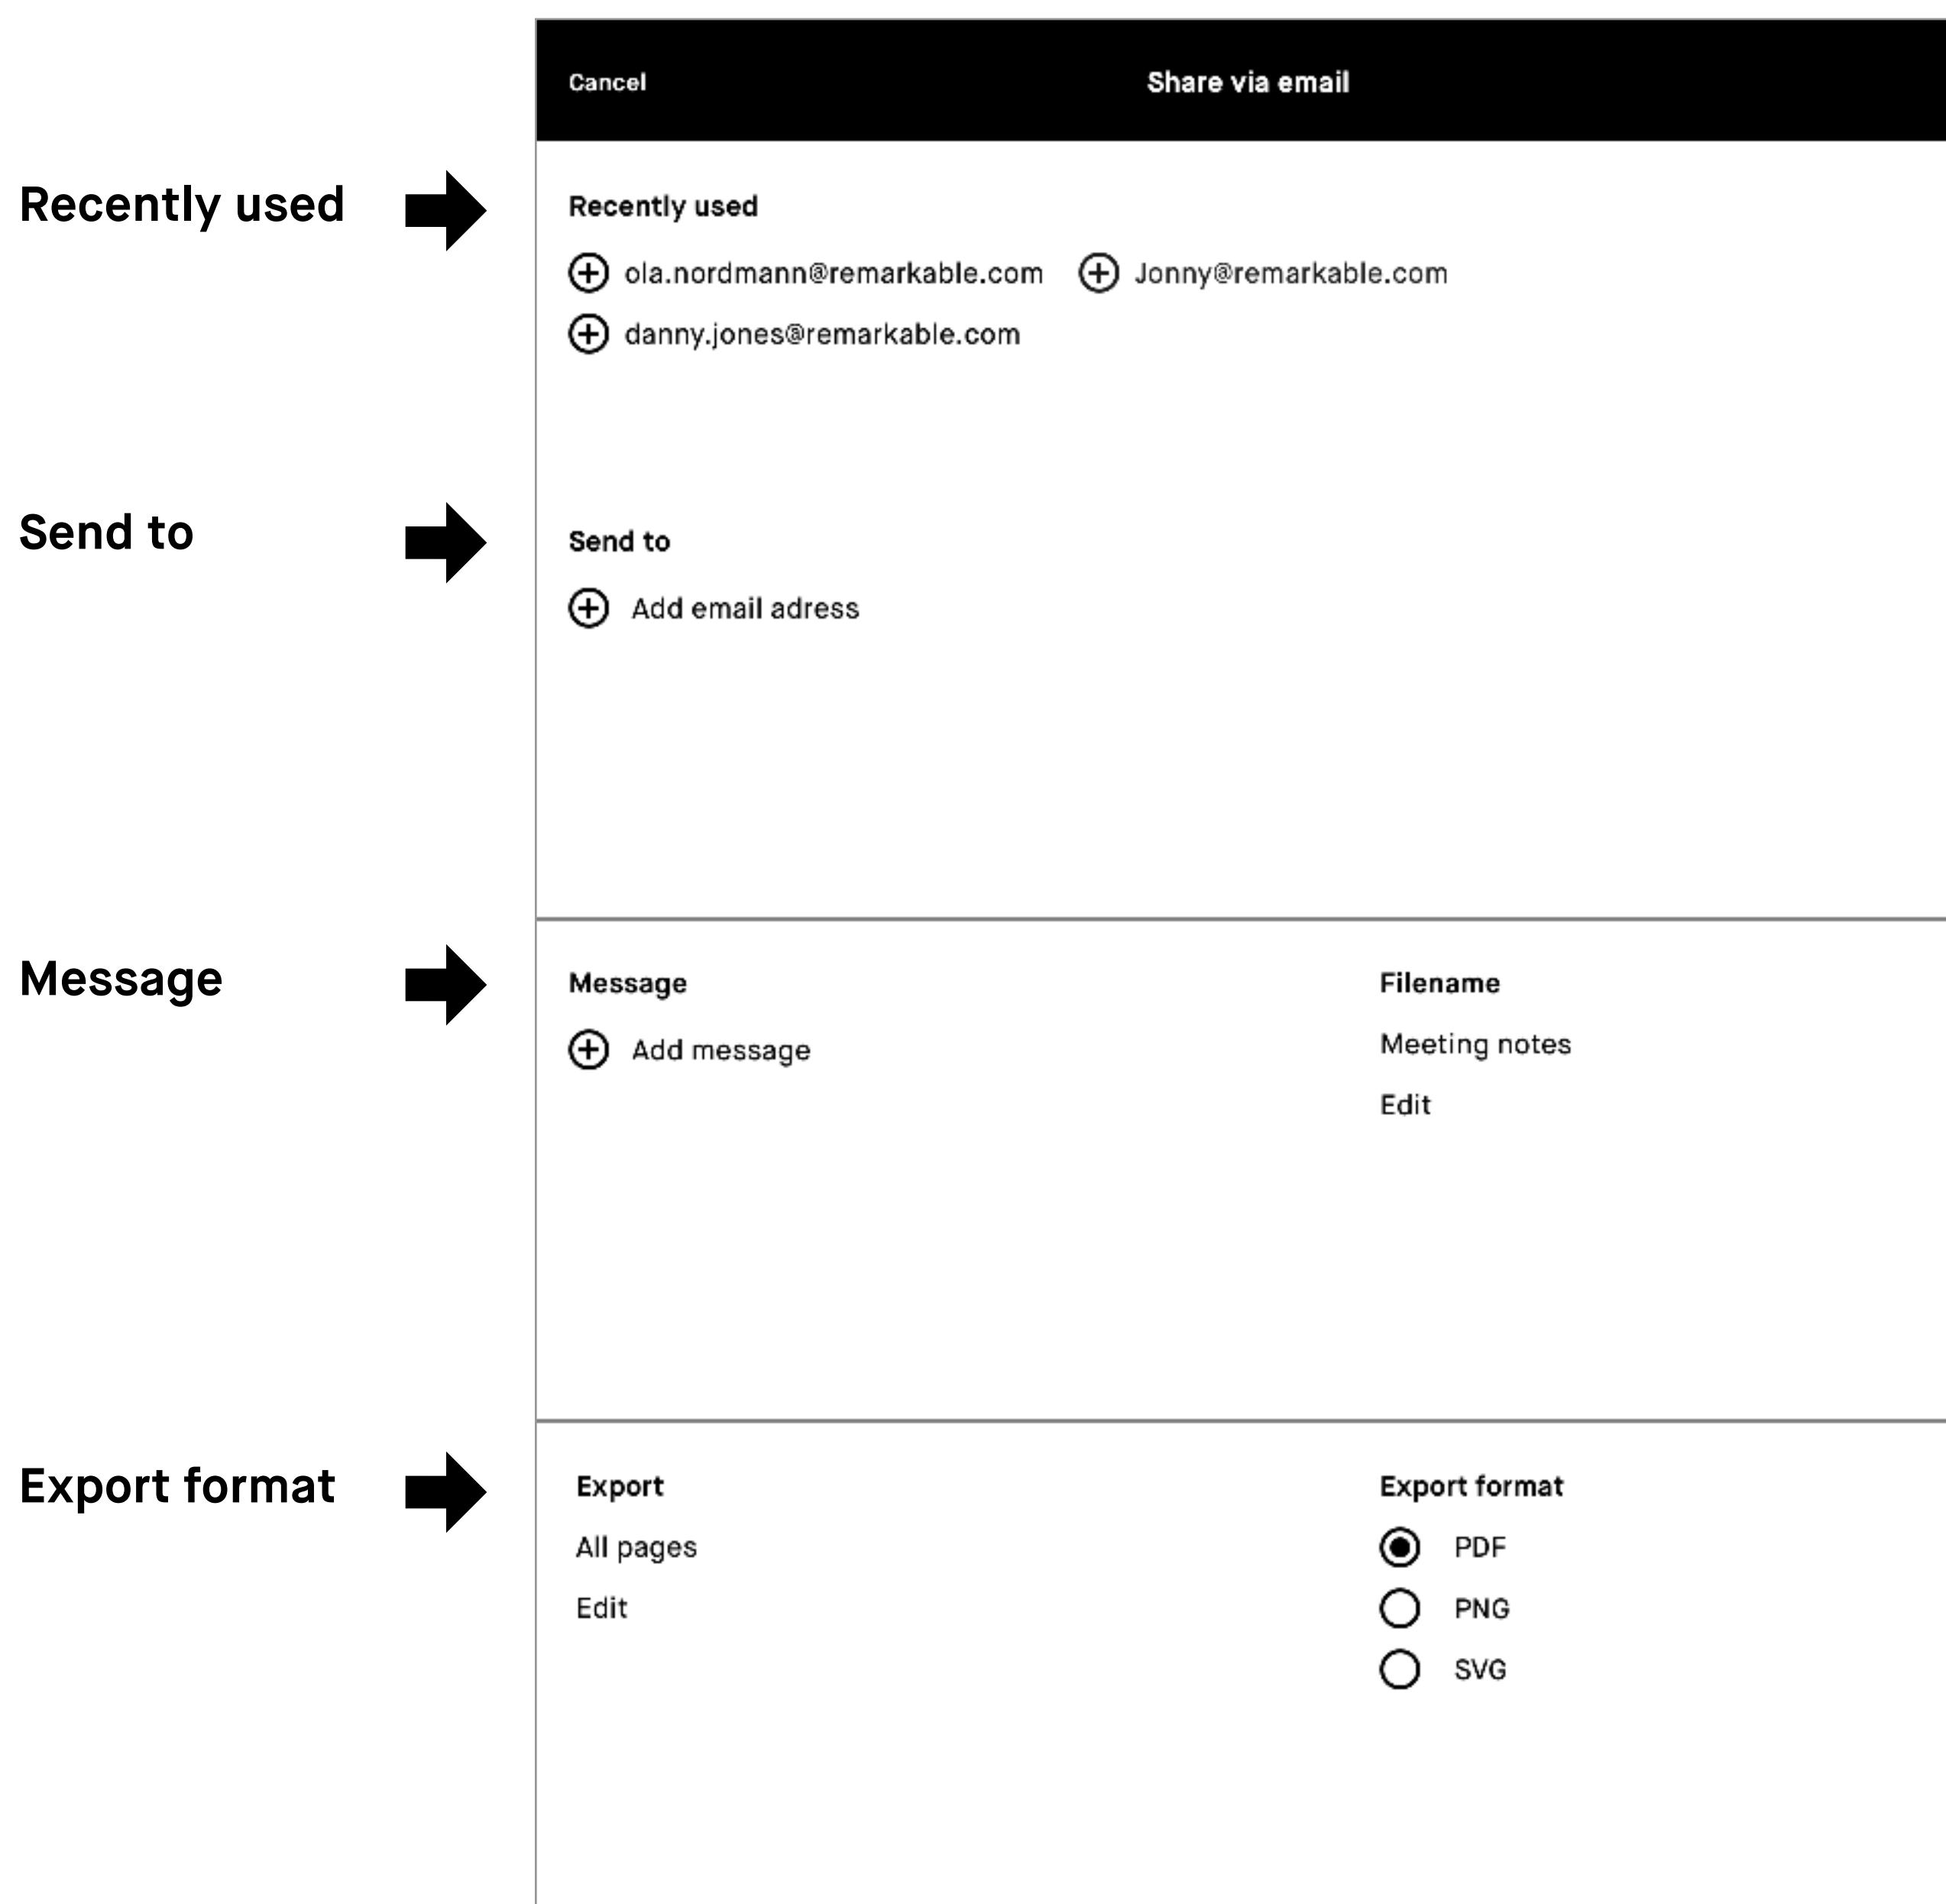 Cancel
Share via email
Recently used
Recently used
ola.nordmann@remarkable.com
Jonny@remarkable.com
danny.jones@remarkable.com
Send to
Send to
Add email adress
Message
Message
Filename
Add message
Meeting notes
Edit
Export format
Export
Export format
All pages
PDF
Edit
PNG
SVG